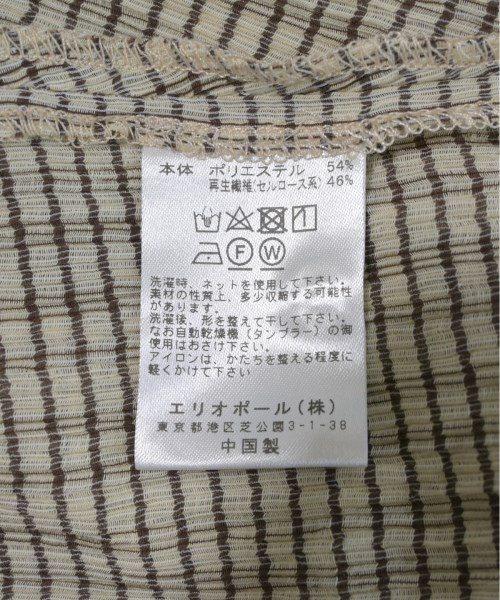 本体 ポリエステル 54%
再生繊維(セルロース系) 46%
F W
洗濯時、ネットを使用して下さい。
素材の性質上、多少収縮する可能性
があります。
洗濯後、形を整えて干して下さい。
なお自動乾燥機(タンブラー)の御
使用はおさけ下さい。
アイロンは、かたちを整える程度に
軽くかけて下さい
エリオポール(株)
東京都港区芝公園3-1-38
中国製